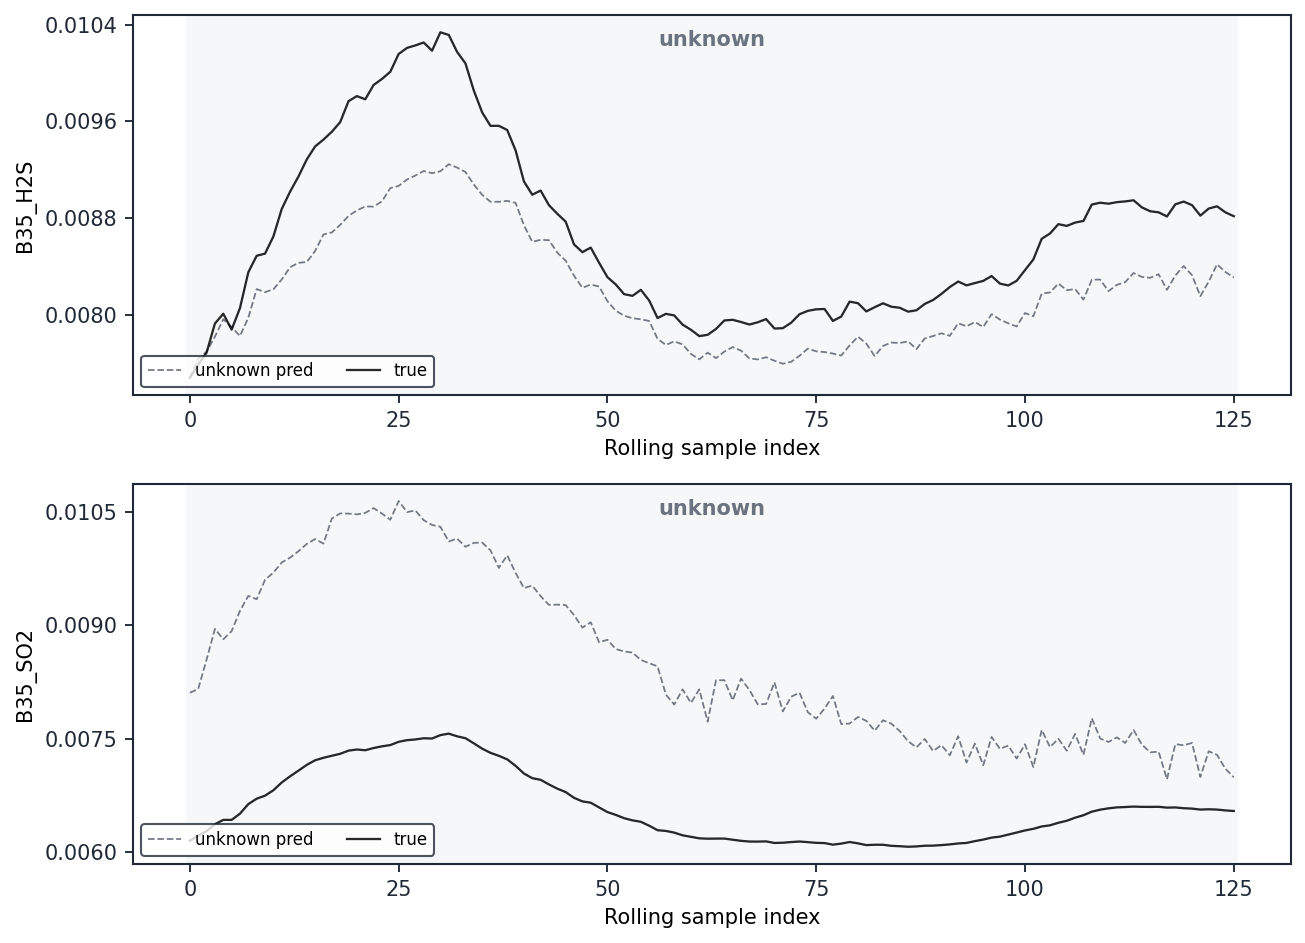 unknown
0.0104
0.0096
0.0088
0.0080
B35_H2S
unknown pred true
0 25 50 75 100 125
Rolling sample index
unknown
0.0105
0.0090
0.0075
0.0060
B35_SO2
unknown pred true
0 25 50 75 100 125
Rolling sample index